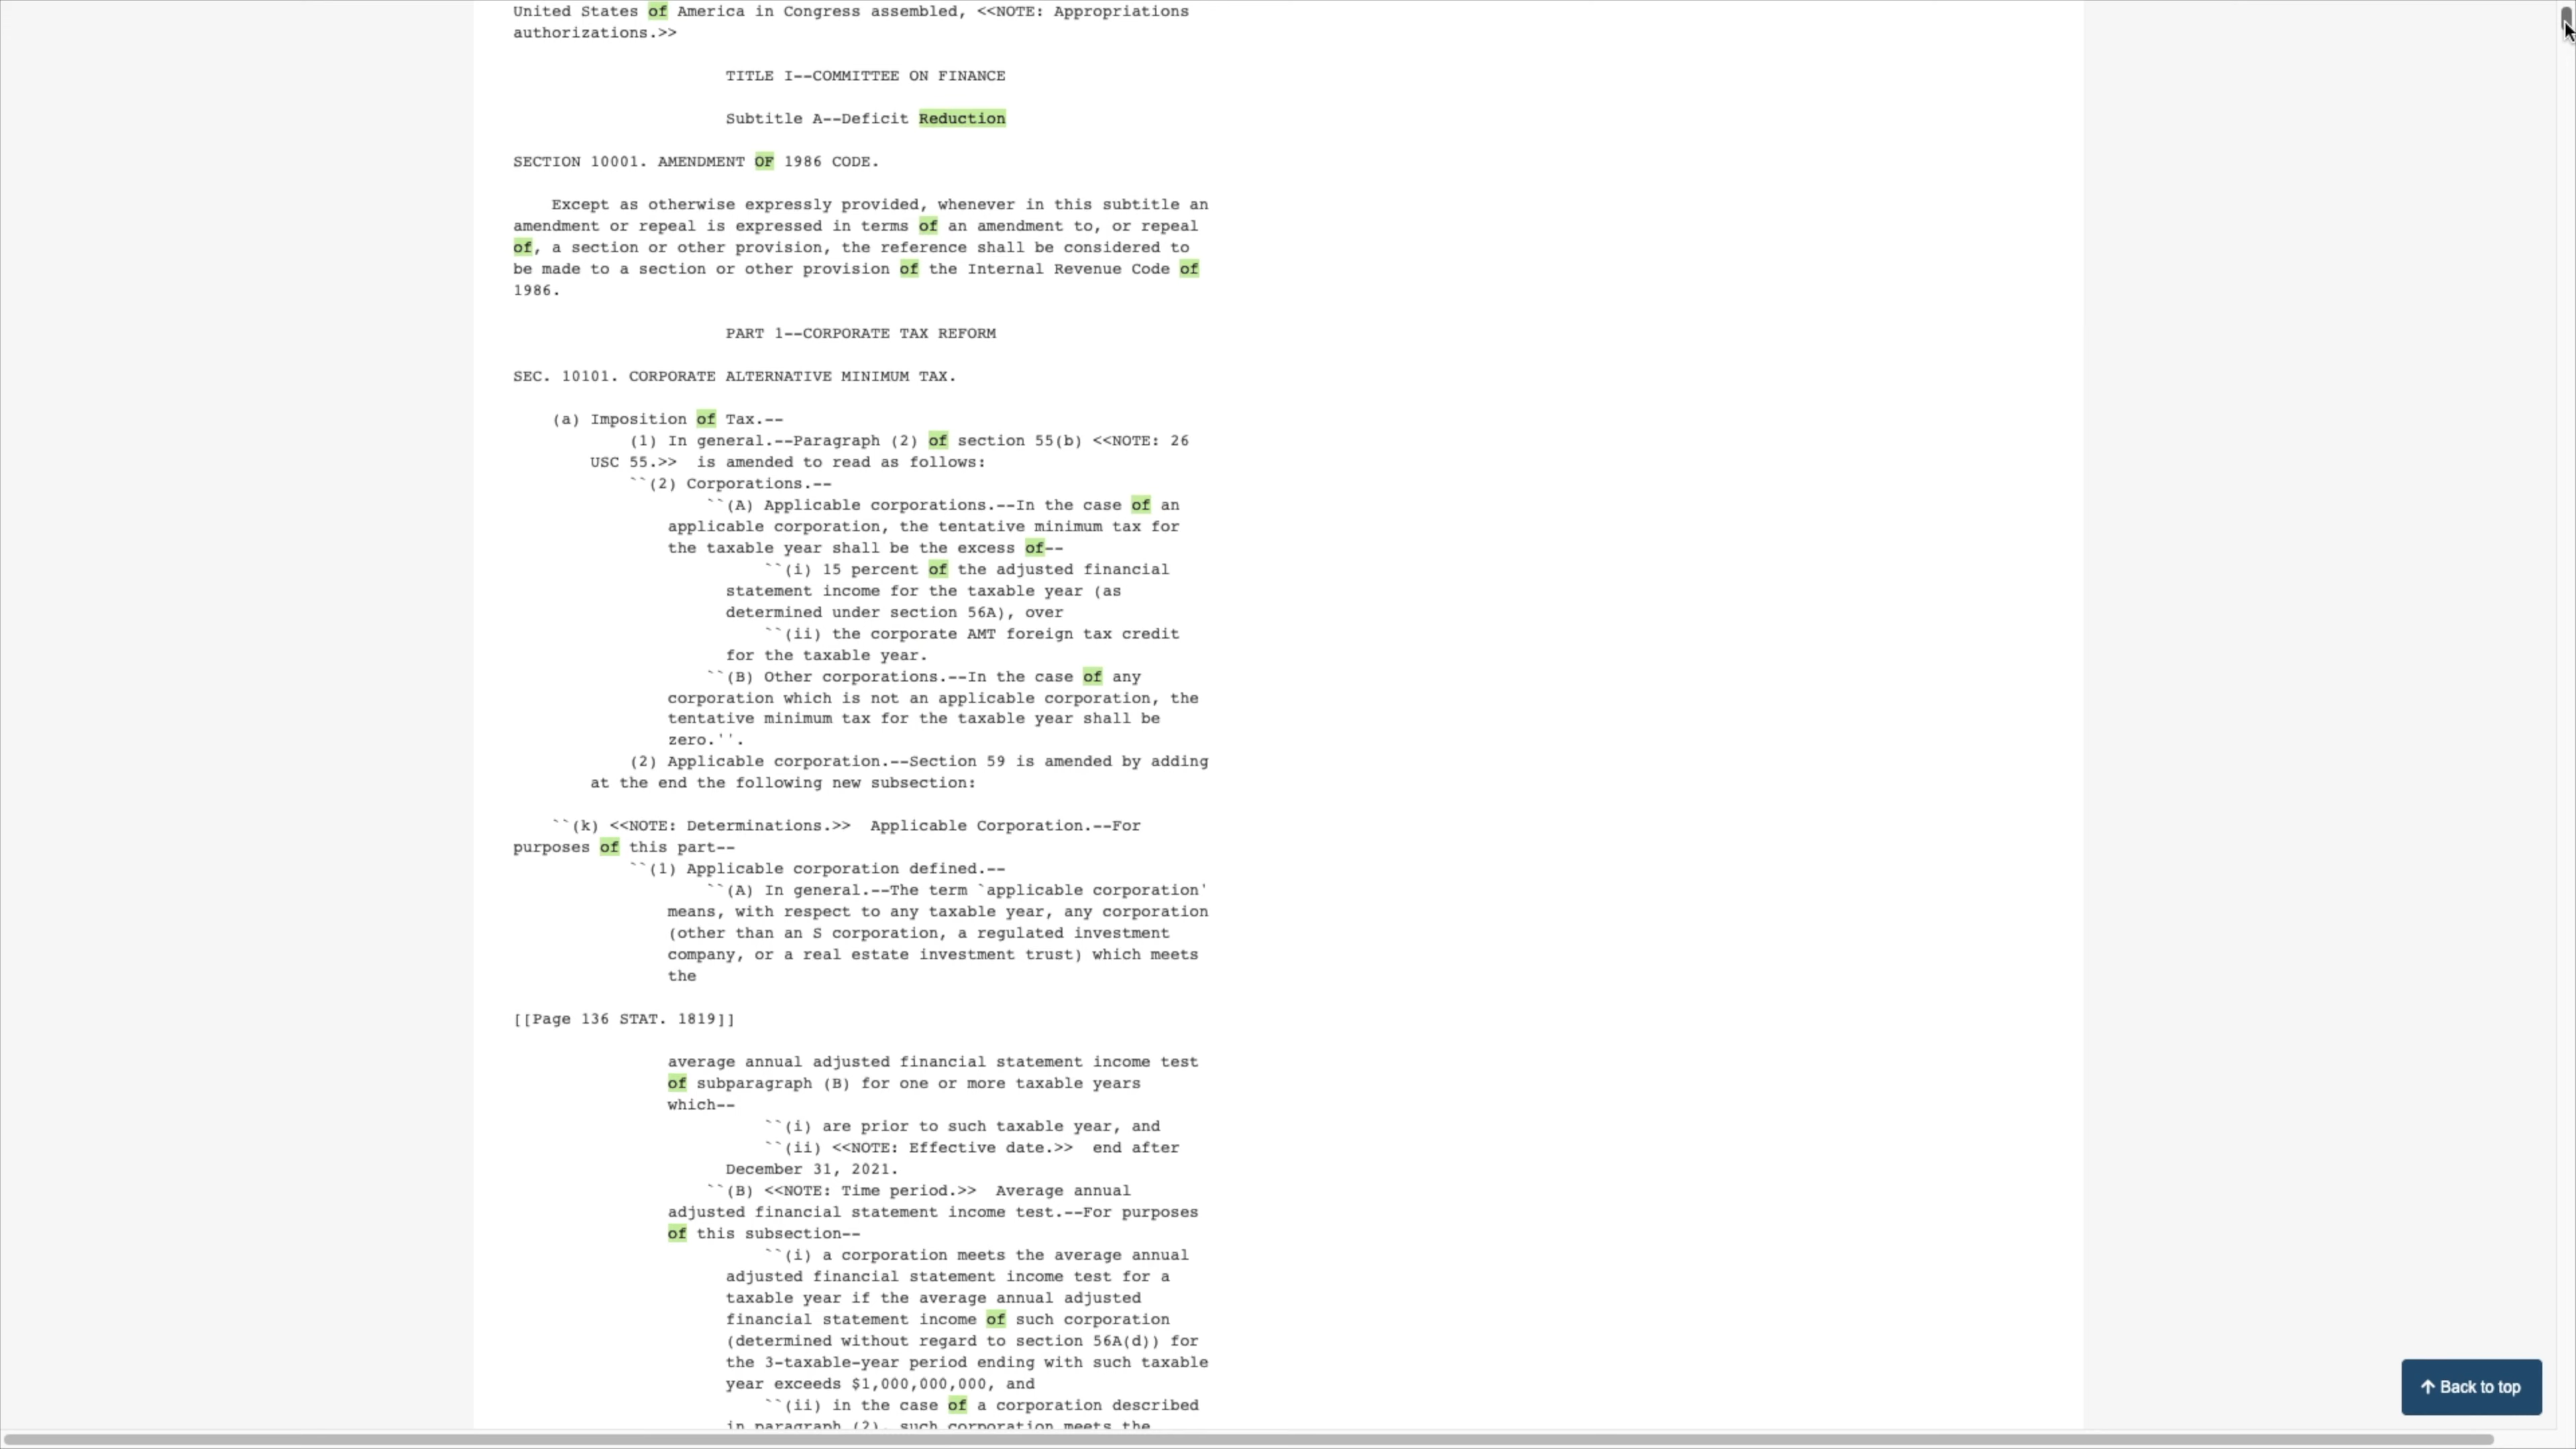 United States of America in Congress assembled, <<NOTE: Appropriations
authorizations.>>
TITLE I--COMMITTEE ON FINANCE
Subtitle A--Deficit Reduction
SECTION 10001. AMENDMENT OF 1986 CODE.
Except as otherwise expressly provided, whenever in this subtitle an
amendment or repeal is expressed in terms of an amendment to, or repeal
of, a section or other provision, the reference shall be considered to
be made to a section or other provision of the Internal Revenue Code of
1986.
PART 1--CORPORATE TAX REFORM
SEC. 10101. CORPORATE ALTERNATIVE MINIMUM TAX.
(a) Imposition of Tax.--
(1) In general.--Paragraph (2) of section 55(b) <<NOTE: 26
USC 55.>>  is amended to read as follows:
``(2) Corporations.--
``(A) Applicable corporations.--In the case of an
applicable corporation, the tentative minimum tax for
the taxable year shall be the excess of--
``(i) 15 percent of the adjusted financial
statement income for the taxable year (as
determined under section 56A), over
``(ii) the corporate AMT foreign tax credit
for the taxable year.
``(B) Other corporations.--In the case of any
corporation which is not an applicable corporation, the
tentative minimum tax for the taxable year shall be
zero.''.
(2) Applicable corporation.--Section 59 is amended by adding
at the end the following new subsection:
``(k) <<NOTE: Determinations.>>  Applicable Corporation.--For
purposes of this part--
``(1) Applicable corporation defined.--
``(A) In general.--The term `applicable corporation'
means, with respect to any taxable year, any corporation
(other than an S corporation, a regulated investment
company, or a real estate investment trust) which meets
the
[[Page 136 STAT. 1819]]
average annual adjusted financial statement income test
of subparagraph (B) for one or more taxable years
which--
``(i) are prior to such taxable year, and
``(ii) <<NOTE: Effective date.>>  end after
December 31, 2021.
``(B) <<NOTE: Time period.>>  Average annual
adjusted financial statement income test.--For purposes
of this subsection--
``(i) a corporation meets the average annual
adjusted financial statement income test for a
taxable year if the average annual adjusted
financial statement income of such corporation
(determined without regard to section 56A(d)) for
the 3-taxable-year period ending with such taxable
year exceeds $1,000,000,000, and
``(ii) in the case of a corporation described
in paragraph (2), such corporation meets the
Back to top